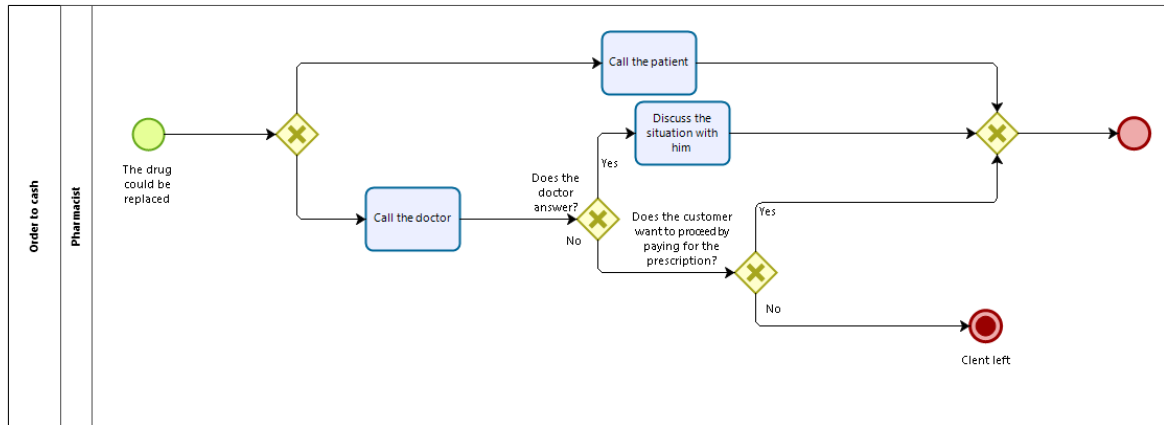 Order to cash
Pharmacist
The drug
could be
replaced
Call the patient
Discuss the
situation with
him
Yes
Does the
doctor
answer?
No
Call the doctor
Does the customer
want to proceed by
paying for the
prescription?
Yes
No
Clent left